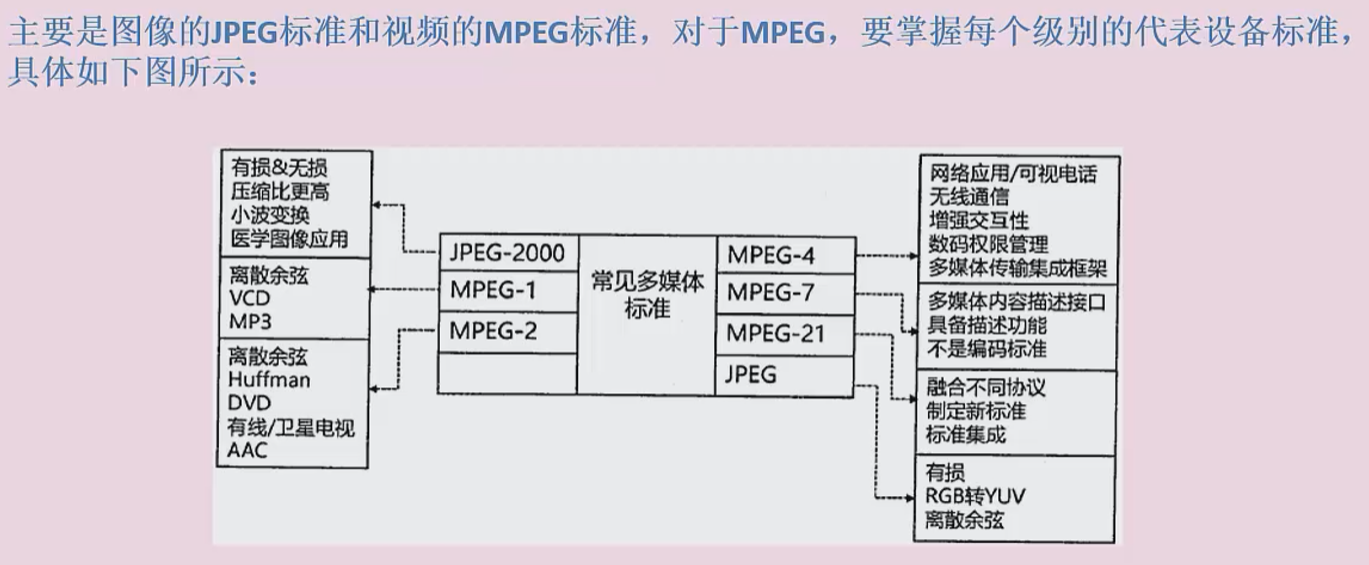 主要是图像的JPEG标准和视频的MPEG标准，对于MPEG，要掌握每个级别的代表设备标准，
具体如下图所示：
有损&无损
压缩比更高
小波变换
医学图像应用
离散余弦
VCD
MP3
离散余弦
Huffman
DVD
有线/卫星电视
AAC
JPEG-2000
MPEG-1
MPEG-2
常见多媒体
标准
MPEG-4
MPEG-7
MPEG-21
JPEG
网络应用/可视电话
无线通信
增强交互性
数码权限管理
多媒体传输集成框架
多媒体内容描述接口
具备描述功能
不是编码标准
融合不同协议
制定新标准
标准集成
有损
RGB转YUV
离散余弦